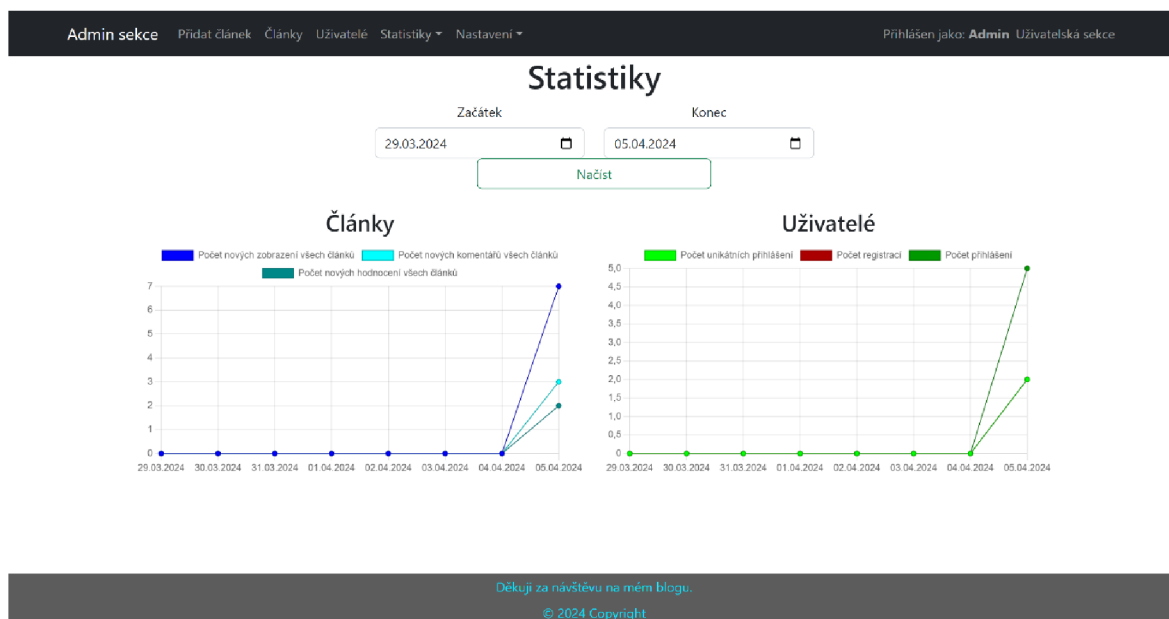 Admin sekce Přidat článek Články Uživatelé Statistiky Nastavení Přihlášen jako: Admin Uživatelská sekce
Statistiky
Začátek Konec
29.03.2024 05.04.2024
Načíst
Články
Počet nových zobrazení všech článků Počet nových komentářů všech článků
Počet nových hodnocení všech článků
7
6
5
4
3
2
1
0
29.03.2024 30.03.2024 31.03.2024 01.04.2024 02.04.2024 03.04.2024 04.04.2024 05.04.2024
Uživatelé
Počet unikátních přihlášení Počet registrací Počet přihlášení
5,0
4,5
4,0
3,5
3,0
2,5
2,0
1,5
1,0
0,5
0
29.03.2024 30.03.2024 31.03.2024 01.04.2024 02.04.2024 03.04.2024 04.04.2024 05.04.2024
Děkuji za návštěvu na mém blogu.
© 2024 Copyright